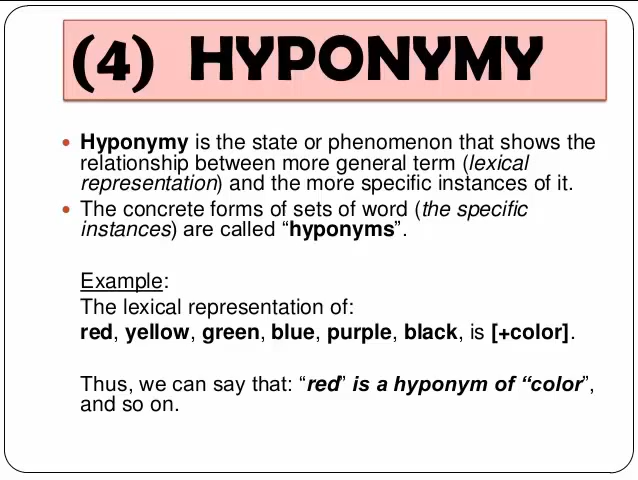 (4) HYPONYMY
Hyponymy is the state or phenomenon that shows the
relationship between more general term (lexical
representation) and the more specific instances of it.
The concrete forms of sets of word (the specific
instances) are called “hyponyms”.
Example:
The lexical representation of:
red, yellow, green, blue, purple, black, is [+color].
Thus, we can say that: “red” is a hyponym of “color”,
and so on.